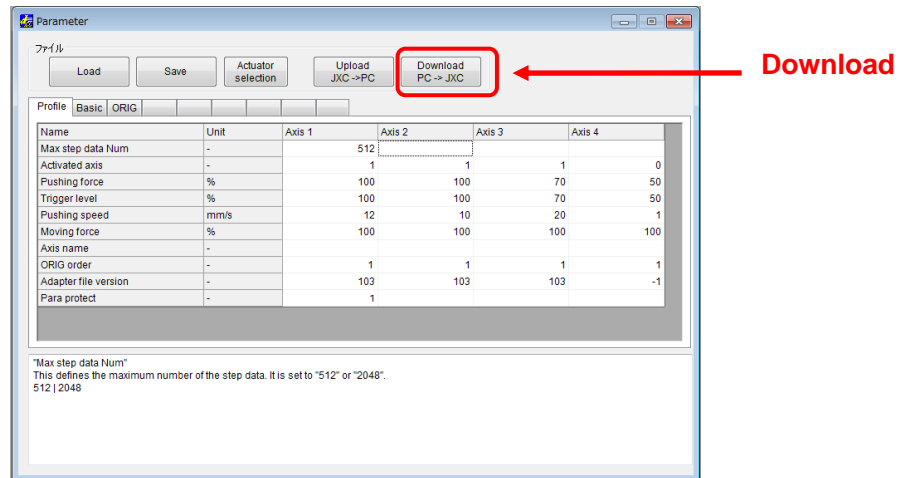 Parameter
ファイル
Load Save Actuator selection Upload JXC ->PC Download PC -> JXC
Download
Profile Basic ORIG
Name Unit Axis 1 Axis 2 Axis 3 Axis 4
Max step data Num - 512
Activated axis - 1 1 1 0
Pushing force % 100 100 70 50
Trigger level % 100 100 70 50
Pushing speed mm/s 12 10 20 1
Moving force % 100 100 100 100
Axis name -
ORIG order - 1 1 1 1
Adapter file version - 103 103 103 -1
Para protect - 1
"Max step data Num"
This defines the maximum number of the step data. It is set to "512" or "2048".
512 | 2048